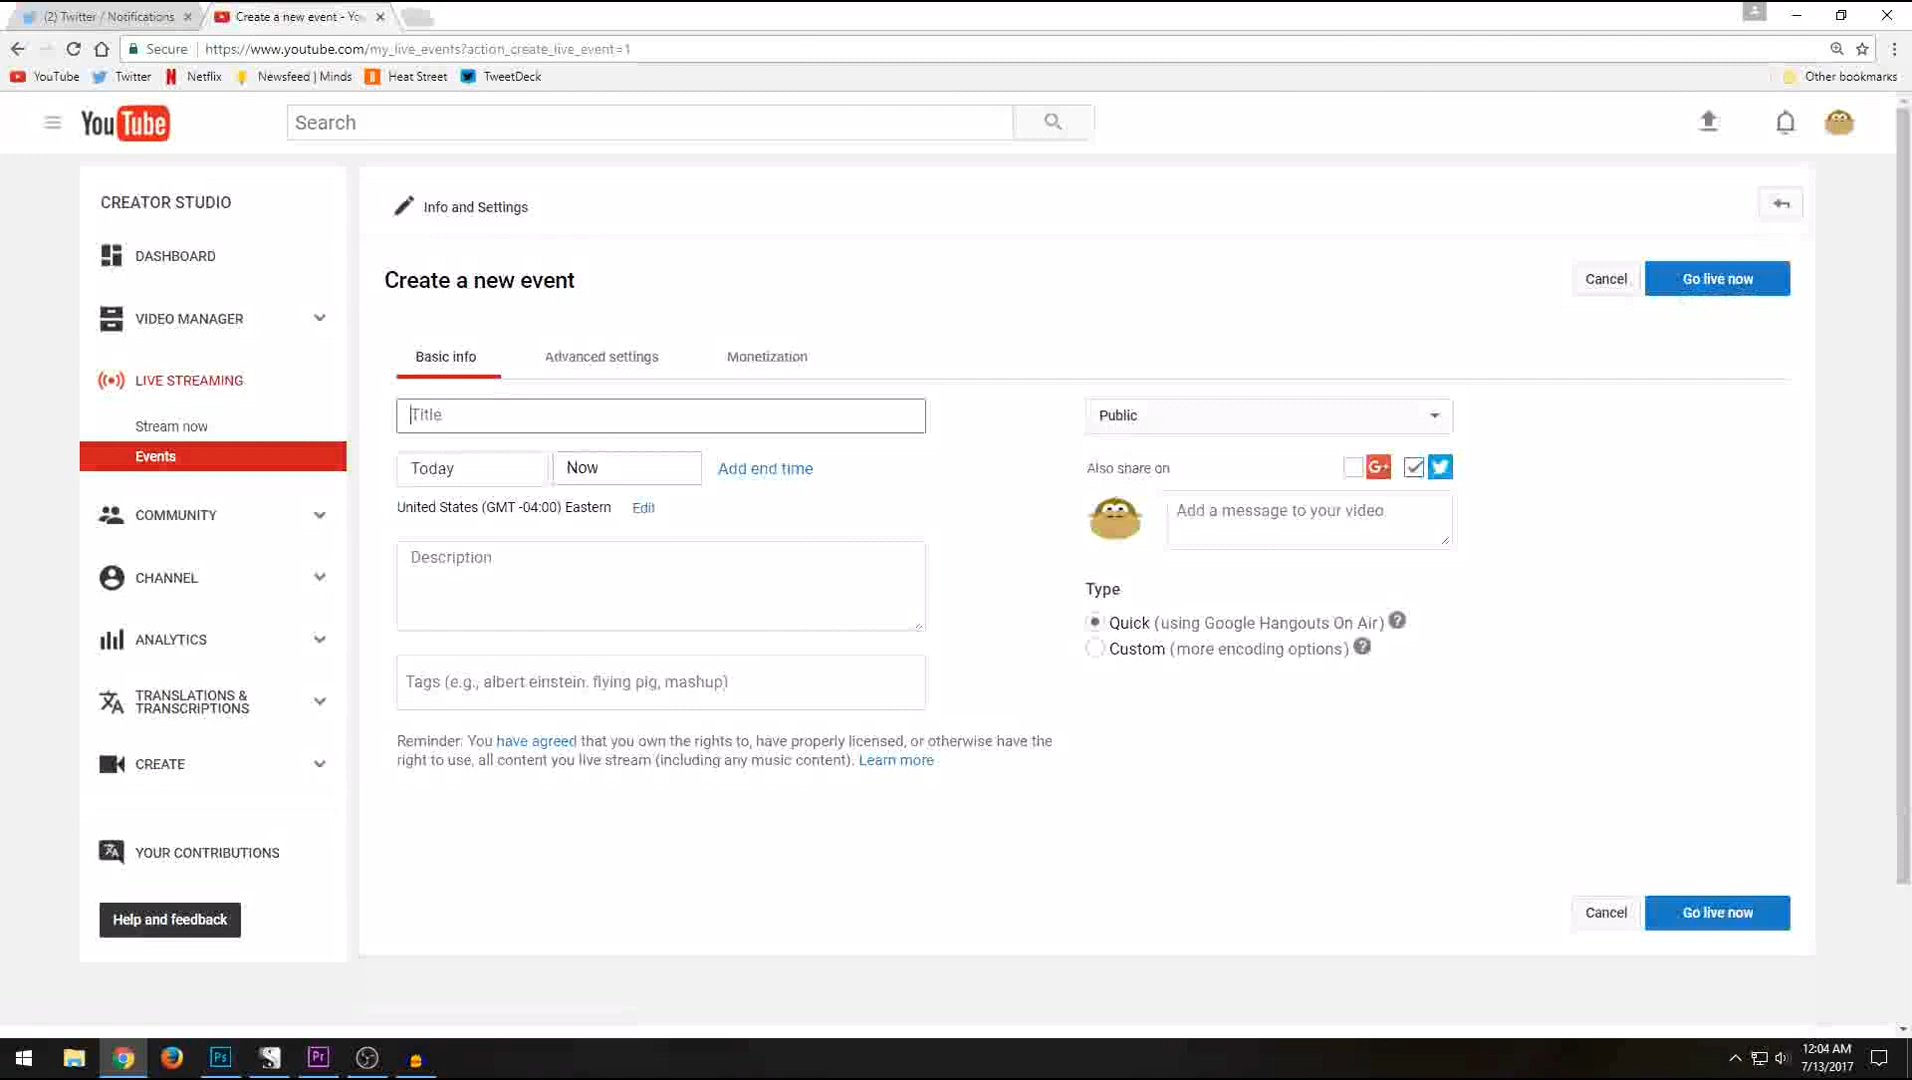 (2) Twitter / Notifications
Create a new event - Yo
Secure
https://www.youtube.com/my_live_events?action_create_live_event=1
YouTube
Twitter
Netflix
Newsfeed | Minds
Heat Street
TweetDeck
Other bookmarks
YouTube
Search
CREATOR STUDIO
DASHBOARD
VIDEO MANAGER
LIVE STREAMING
Stream now
Events
COMMUNITY
CHANNEL
ANALYTICS
TRANSLATIONS &
TRANSCRIPTIONS
CREATE
YOUR CONTRIBUTIONS
Help and feedback
Info and Settings
Create a new event
Cancel
Go live now
Basic info
Advanced settings
Monetization
Title
Today
Now
Add end time
United States (GMT -04:00) Eastern
Edit
Description
Tags (e.g., albert einstein. flying pig, mashup)
Reminder: You have agreed that you own the rights to, have properly licensed, or otherwise have the
right to use, all content you live stream (including any music content). Learn more
Public
Also share on
G+
Add a message to your video
Type
Quick (using Google Hangouts On Air) ?
Custom (more encoding options) ?
Cancel
Go live now
Ps
Pr
12:04 AM
7/13/2017